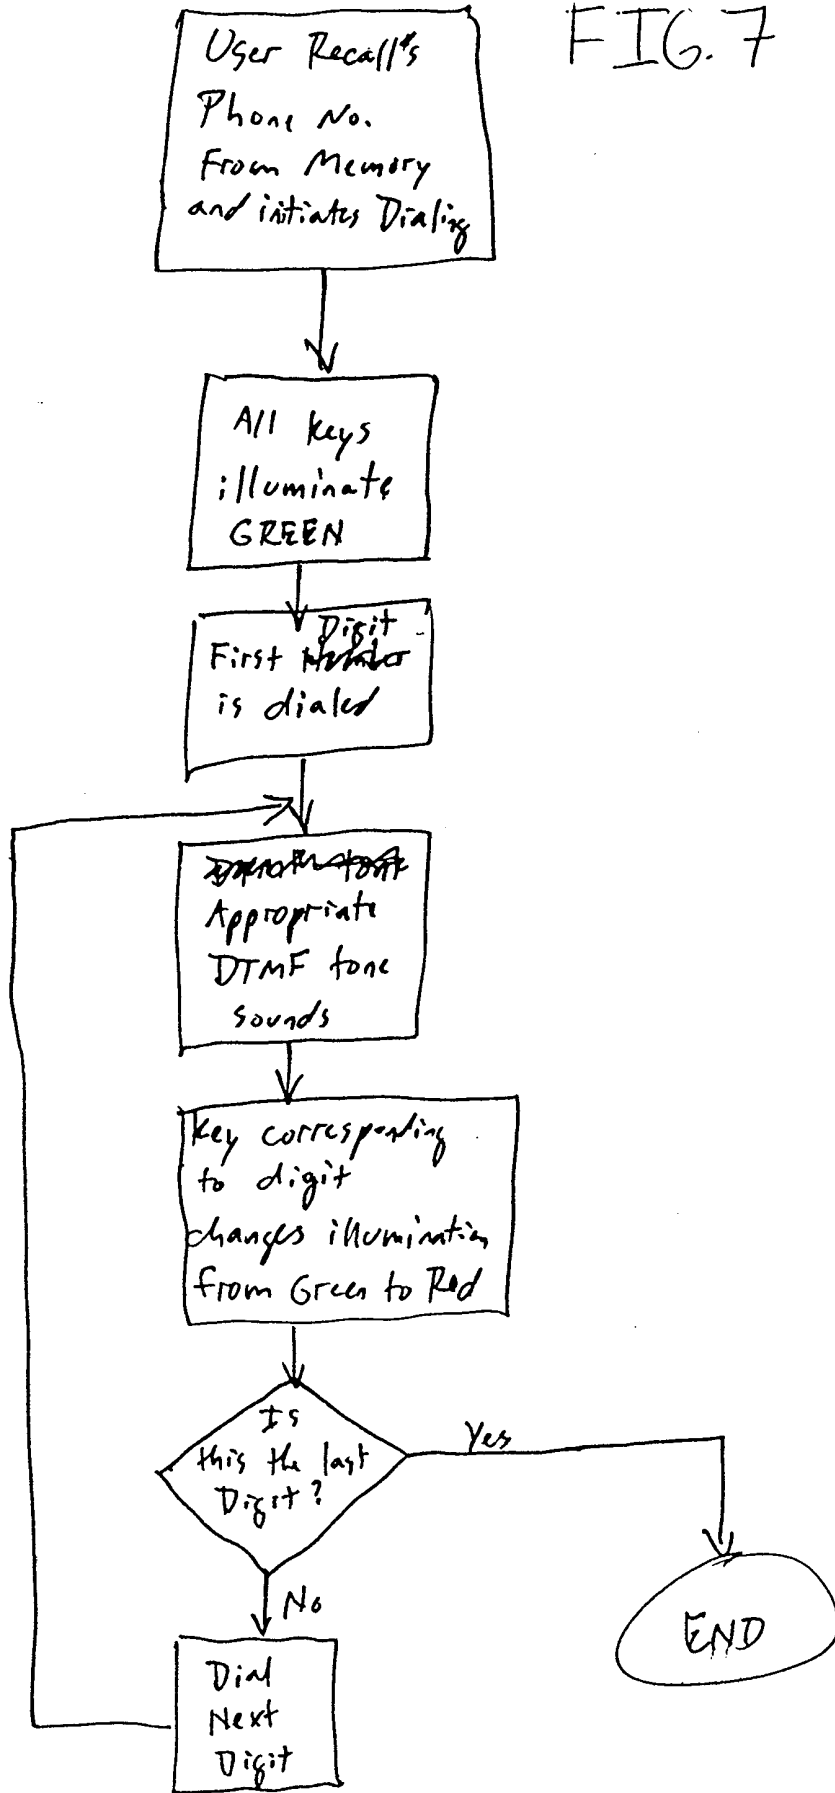 FIG. 7
User Recall's
Phone No.
From Memory
and initiates Dialing
All keys
illuminate
GREEN
Digit
First
is dialed
Appropriate
DTMF tone
sounds
Key corresponding
to digit
changes illumination
from Green to Red
Is
this the last
Digit?
Yes
No
END
Dial
Next
Digit